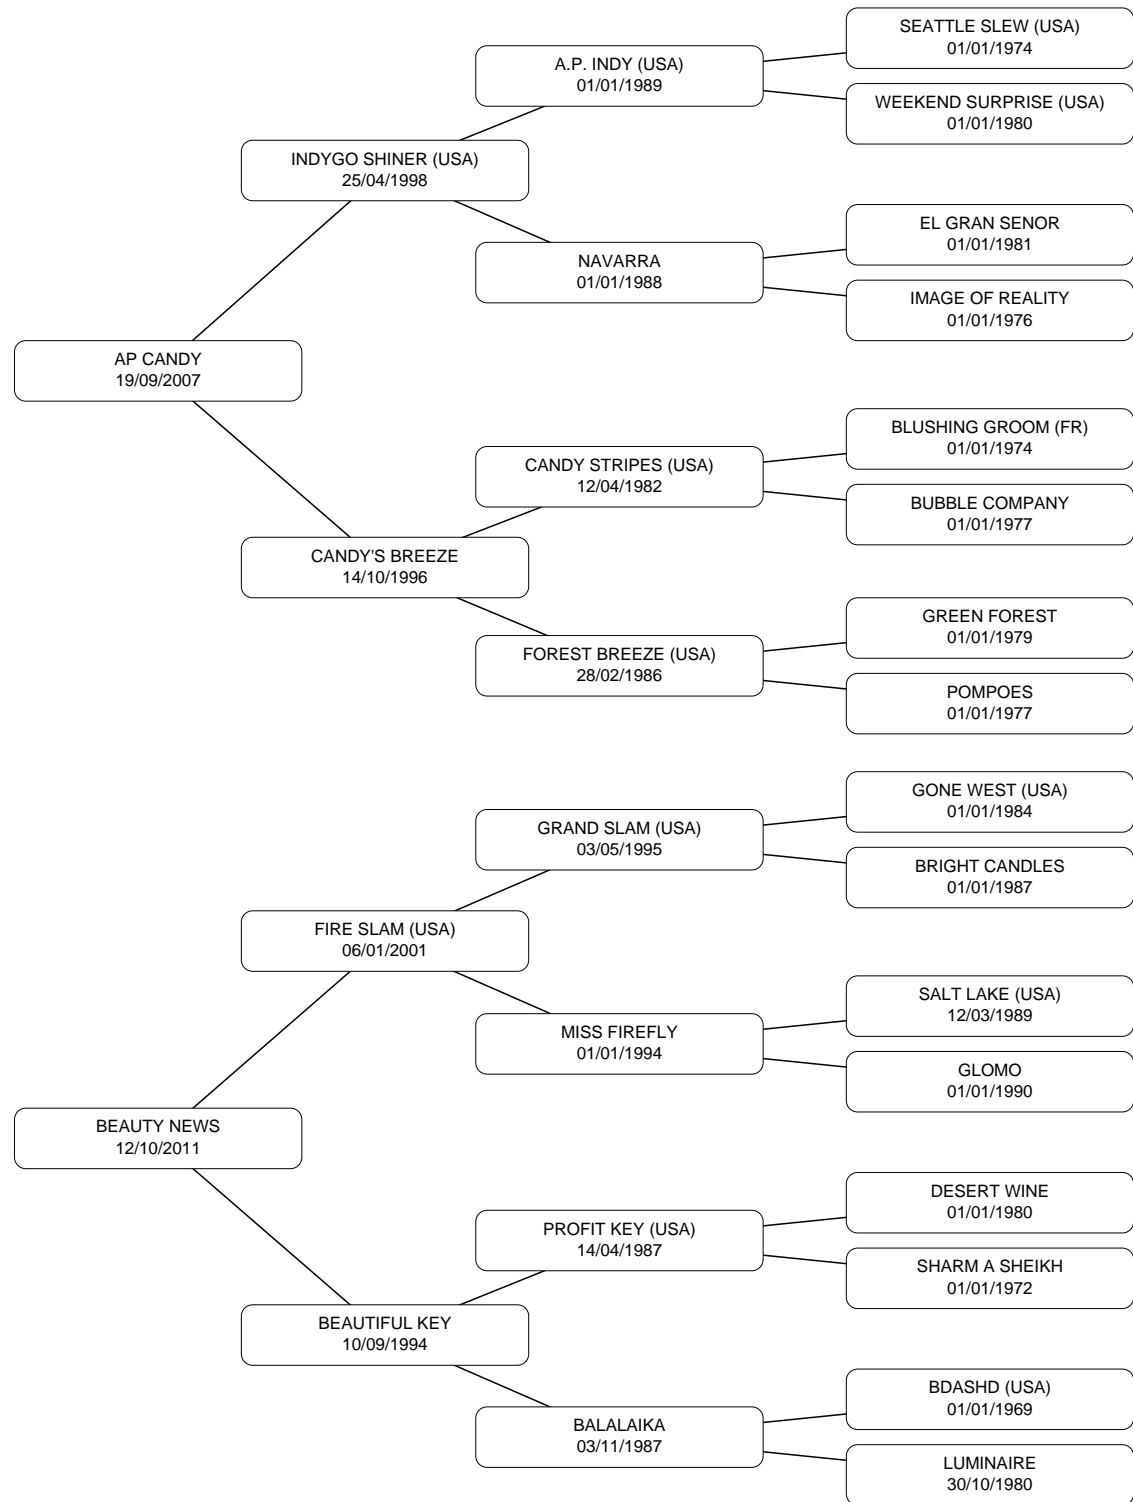 SEATTLE SLEW (USA)
01/01/1974
A.P. INDY (USA)
01/01/1989
WEEKEND SURPRISE (USA)
01/01/1980
INDYGO SHINER (USA)
25/04/1998
EL GRAN SENOR
01/01/1981
NAVARRA
01/01/1988
IMAGE OF REALITY
01/01/1976
AP CANDY
19/09/2007
BLUSHING GROOM (FR)
01/01/1974
CANDY STRIPES (USA)
12/04/1982
BUBBLE COMPANY
01/01/1977
CANDY'S BREEZE
14/10/1996
GREEN FOREST
01/01/1979
FOREST BREEZE (USA)
28/02/1986
POMPOES
01/01/1977
GONE WEST (USA)
01/01/1984
GRAND SLAM (USA)
03/05/1995
BRIGHT CANDLES
01/01/1987
FIRE SLAM (USA)
06/01/2001
SALT LAKE (USA)
12/03/1989
MISS FIREFLY
01/01/1994
GLOMO
01/01/1990
BEAUTY NEWS
12/10/2011
DESERT WINE
01/01/1980
PROFIT KEY (USA)
14/04/1987
SHARM A SHEIKH
01/01/1972
BEAUTIFUL KEY
10/09/1994
BDASHD (USA)
01/01/1969
BALALAIKA
03/11/1987
LUMINAIRE
30/10/1980